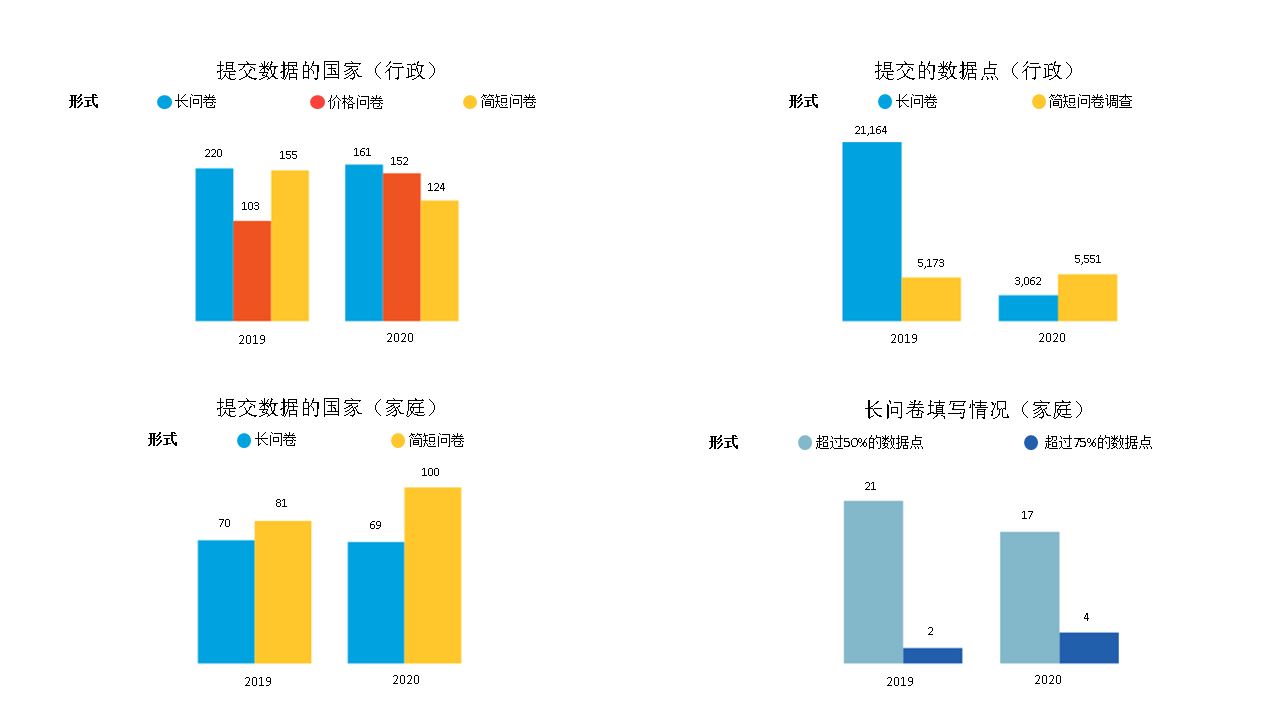 提交数据的国家（行政）
形式 长问卷 价格问卷 简短问卷
220 103 155 161 152 124
2019 2020
提交的数据点（行政）
形式 长问卷 简短问卷调查
21,164 5,173 3,062 5,551
2019 2020
提交数据的国家（家庭）
形式 长问卷 简短问卷
70 81 69 100
2019 2020
长问卷填写情况（家庭）
形式 超过50%的数据点 超过75%的数据点
21 2 17 4
2019 2020